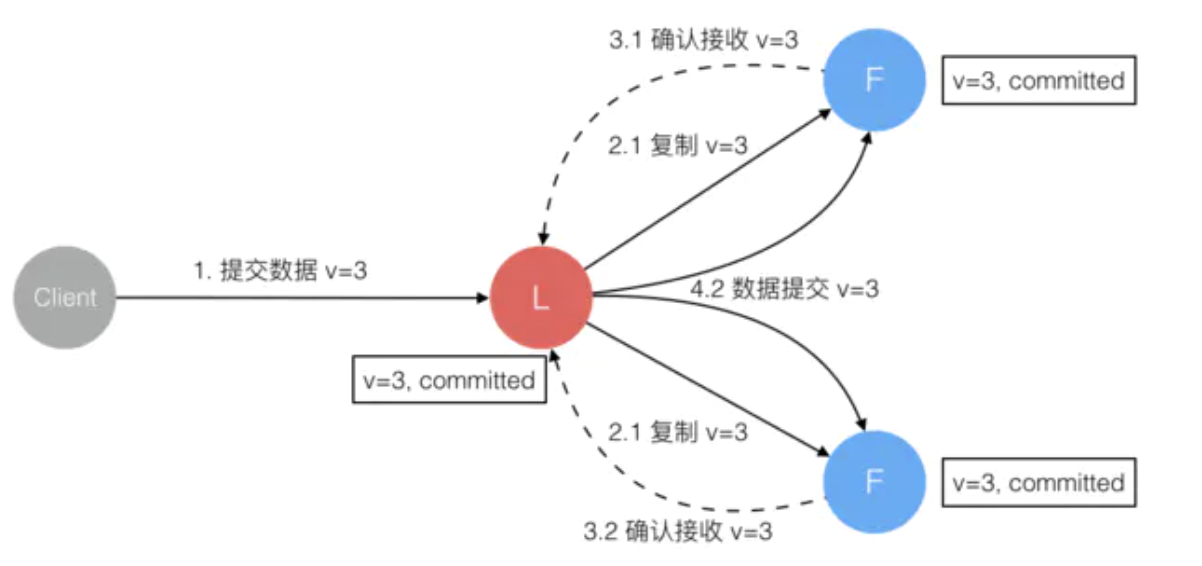 3.1 确认接收 v=3
F
v=3, committed
2.1 复制 v=3
1. 提交数据 v=3
Client
L
4.2 数据提交 v=3
v=3, committed
2.1 复制 v=3
F
v=3, committed
3.2 确认接收 v=3